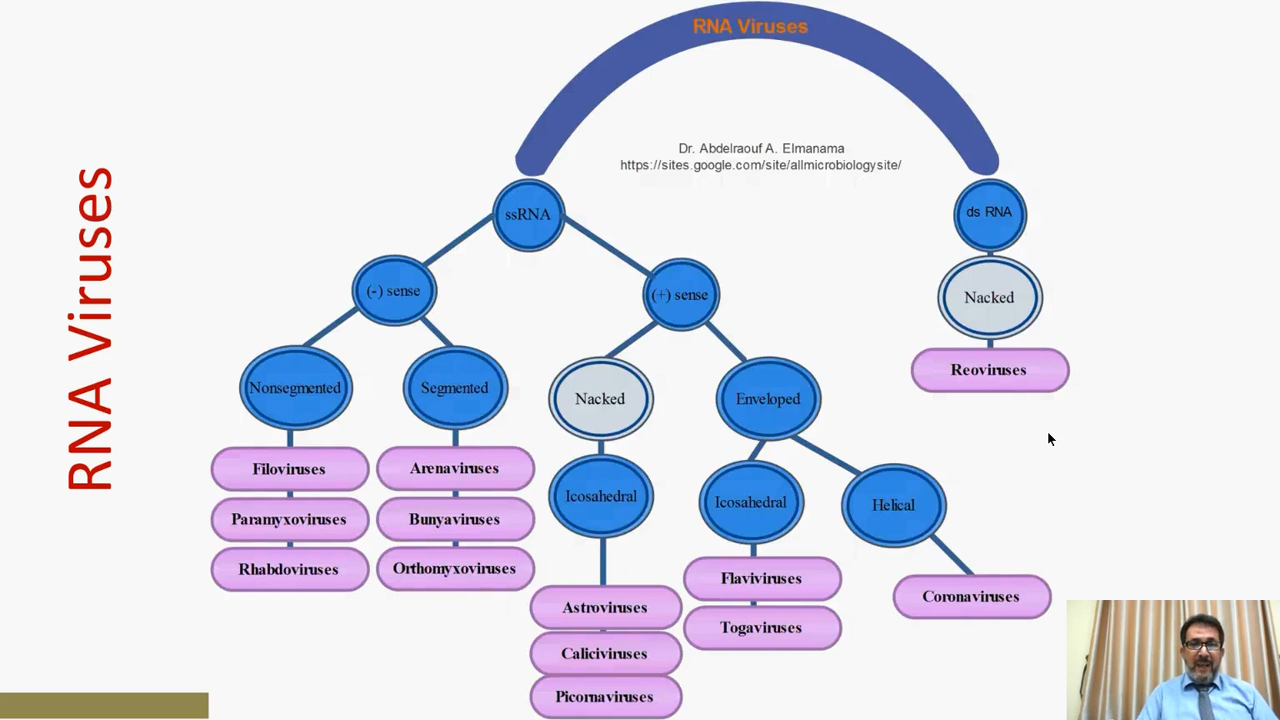 RNA Viruses
RNA Viruses
Dr. Abdelraouf A. Elmanama
https://sites.google.com/site/allmicrobiologysite/
ssRNA
ds RNA
(-) sense
(+) sense
Nacked
Reoviruses
Nonsegmented
Segmented
Nacked
Enveloped
Filoviruses
Paramyxoviruses
Rhabdoviruses
Arenaviruses
Bunyaviruses
Orthomyxoviruses
Icosahedral
Icosahedral
Helical
Astroviruses
Caliciviruses
Picornaviruses
Flaviviruses
Togaviruses
Coronaviruses